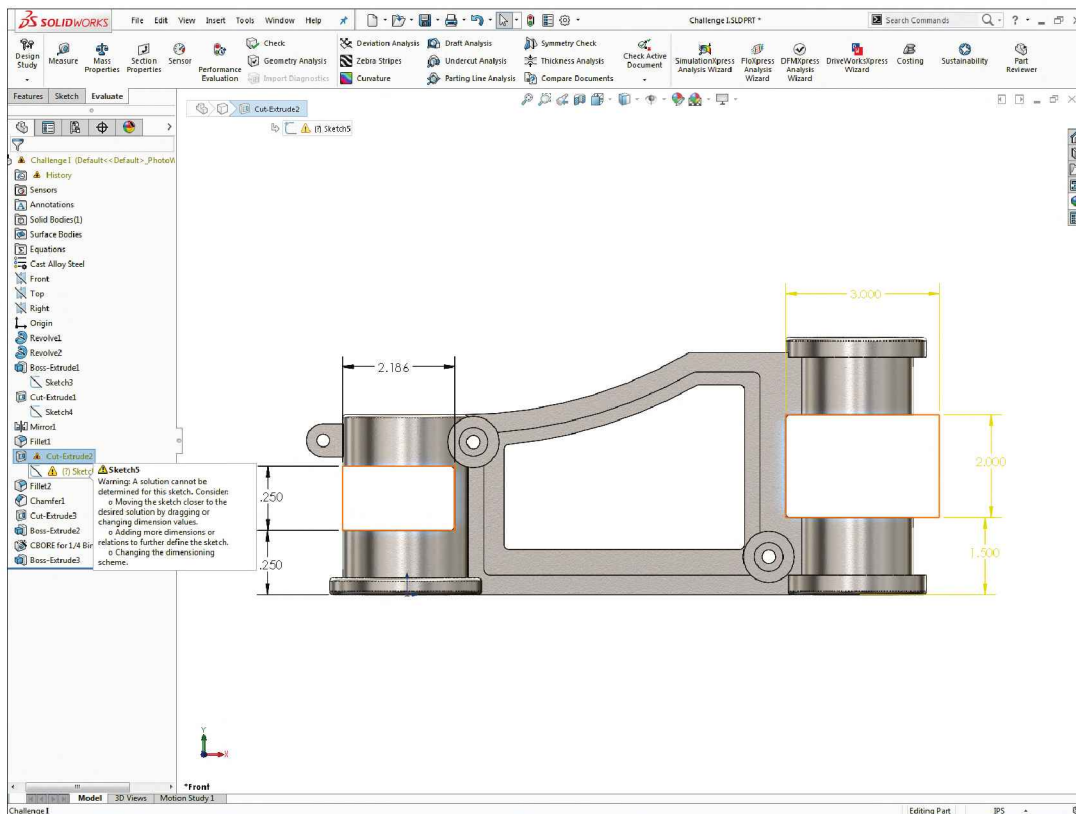 SOLIDWORKS
File Edit View Insert Tools Window Help
Challenge I.SLDPRT *
Search Commands
Design Study
Measure
Mass Properties
Section Properties
Sensor
Performance Evaluation
Check
Geometry Analysis
Import Diagnostics
Deviation Analysis
Zebra Stripes
Curvature
Draft Analysis
Undercut Analysis
Parting Line Analysis
Symmetry Check
Thickness Analysis
Compare Documents
Check Active Document
SimulationXpress Analysis Wizard
FloXpress Analysis Wizard
DFMXpress Analysis Wizard
DriveWorksXpress Wizard
Costing
Sustainability
Part Reviewer
Features Sketch Evaluate
Cut-Extrude2
(?) Sketch5
Challenge I (Default<<Default>_PhotoW
History
Sensors
Annotations
Solid Bodies(1)
Surface Bodies
Equations
Cast Alloy Steel
Front
Top
Right
Origin
Revolve1
Revolve2
Boss-Extrude1
Sketch3
Cut-Extrude1
Sketch4
Mirror1
Fillet1
Cut-Extrude2
(?) Sketc
Fillet2
Chamfer1
Cut-Extrude3
Boss-Extrude2
CBORE for 1/4 Bin
Boss-Extrude3
Sketch5
Warning: A solution cannot be
determined for this sketch. Consider:
o Moving the sketch closer to the
desired solution by dragging or
changing dimension values.
o Adding more dimensions or
relations to further define the sketch.
o Changing the dimensioning
scheme.
3.000
2.186
2.000
.250
1.500
.250
Y
X
*Front
Model 3D Views Motion Study 1
Challenge I
Editing Part IPS